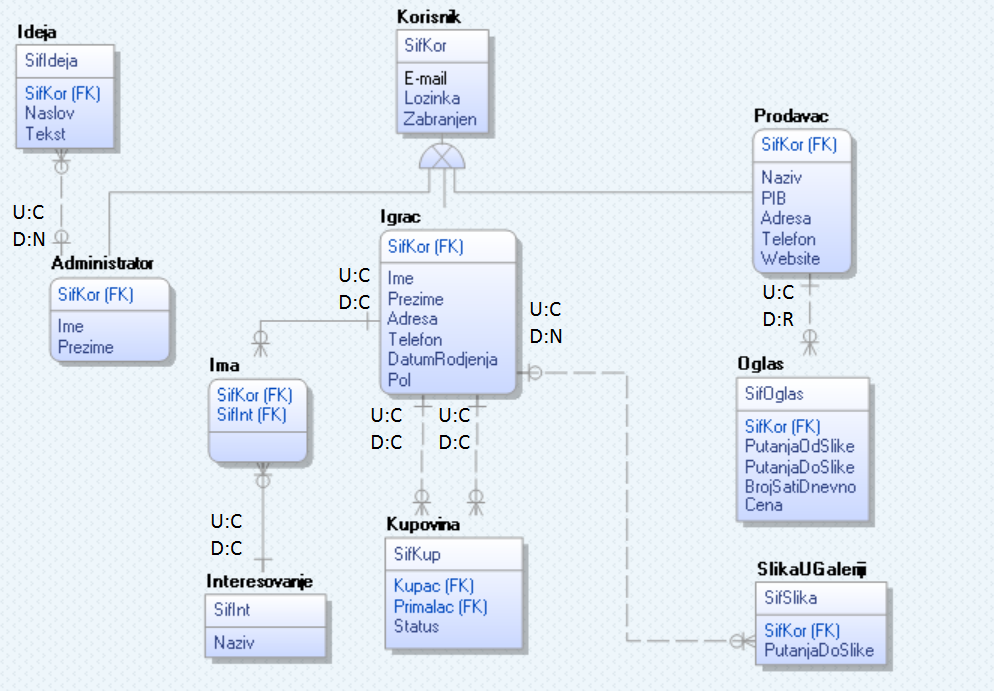 Korisnik
SifKor
E-mail
Lozinka
Zabranjen
Ideja
SifIdeja
SifKor (FK)
Naslov
Tekst
U:C
D:N
Administrator
SifKor (FK)
Ime
Prezime
Igrac
SifKor (FK)
Ime
Prezime
Adresa
Telefon
DatumRodjenja
Pol
U:C
D:C
U:C
D:N
Prodavac
SifKor (FK)
Naziv
PIB
Adresa
Telefon
Website
U:C
D:R
Oglas
SifOglas
SifKor (FK)
PutanjaOdSlike
PutanjaDoSlike
BrojSatiDnevno
Cena
Ima
SifKor (FK)
SifInt (FK)
U:C
D:C
Interesovanje
SifInt
Naziv
U:C
D:C
U:C
D:C
Kupovina
SifKup
Kupac (FK)
Primalac (FK)
Status
SlikaUGaleriji
SifSlika
SifKor (FK)
PutanjaDoSlike